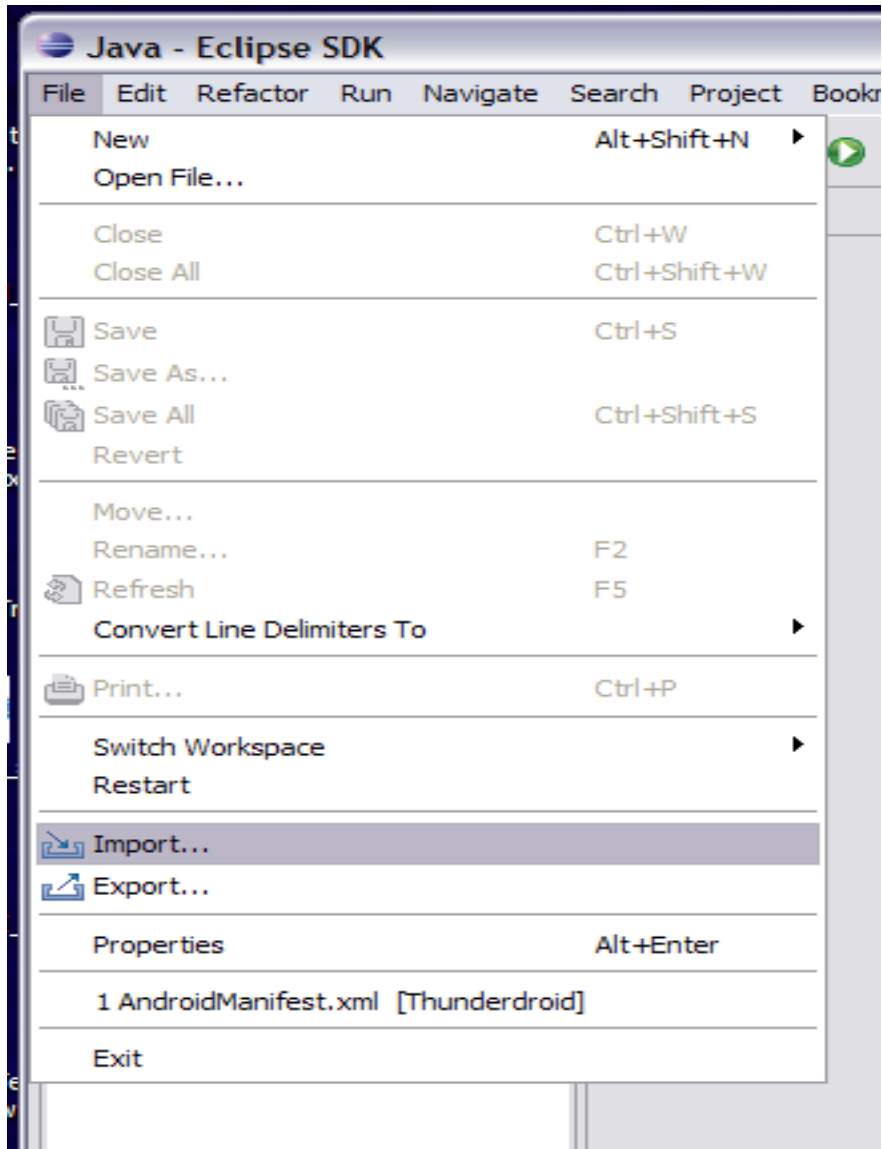 Java - Eclipse SDK
File Edit Refactor Run Navigate Search Project
New Alt+Shift+N
Open File...
Close Ctrl+W
Close All Ctrl+Shift+W
Save Ctrl+S
Save As...
Save All Ctrl+Shift+S
Revert
Move...
Rename... F2
Refresh F5
Convert Line Delimiters To
Print... Ctrl+P
Switch Workspace
Restart
Import...
Export...
Properties Alt+Enter
1 AndroidManifest.xml [Thunderdroid]
Exit